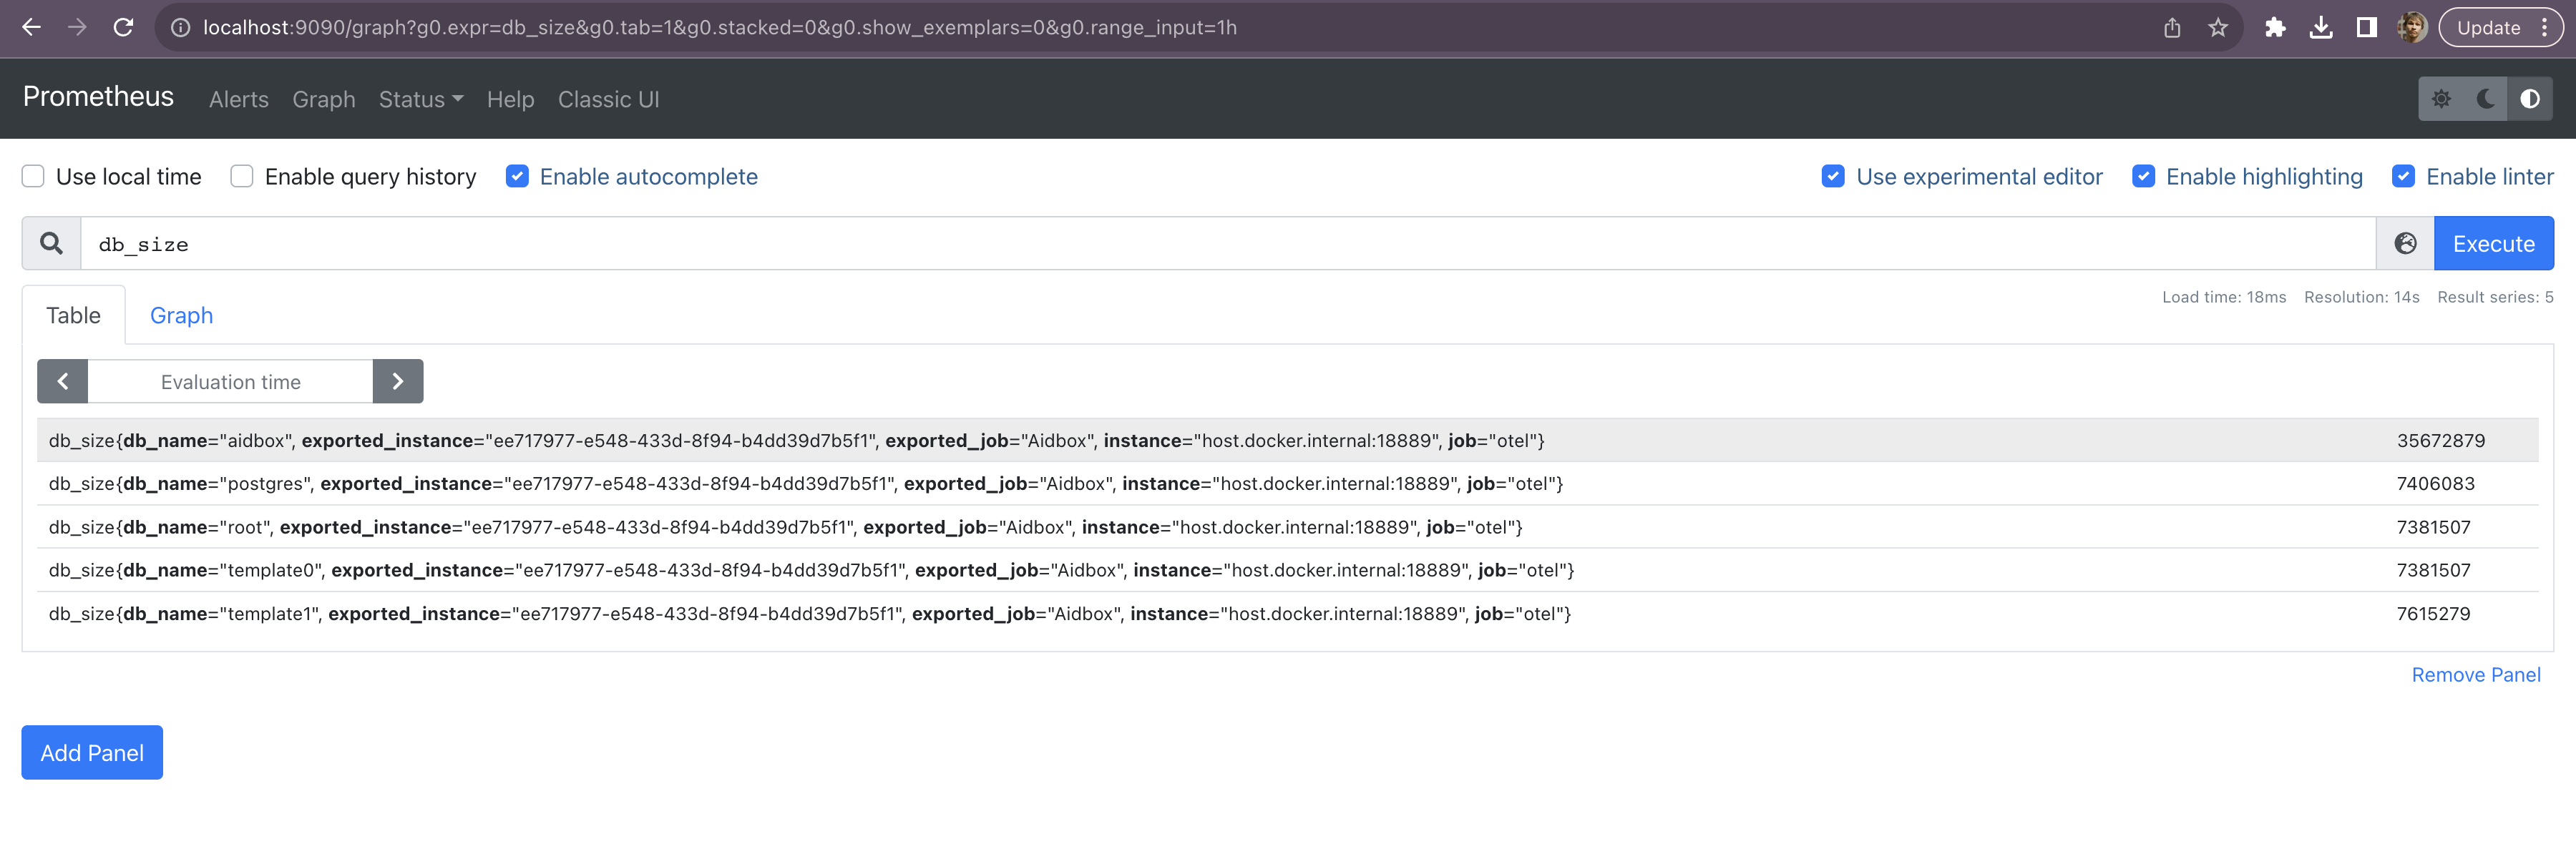 localhost:9090/graph?g0.expr=db_size&g0.tab=1&g0.stacked=0&g0.show_exemplars=0&g0.range_input=1h
Update
Prometheus Alerts Graph Status Help Classic UI
Use local time Enable query history Enable autocomplete Use experimental editor Enable highlighting Enable linter
db_size Execute
Table Graph Load time: 18ms Resolution: 14s Result series: 5
Evaluation time
db_size{db_name="aidbox", exported_instance="ee717977-e548-433d-8f94-b4dd39d7b5f1", exported_job="Aidbox", instance="host.docker.internal:18889", job="otel"} 35672879
db_size{db_name="postgres", exported_instance="ee717977-e548-433d-8f94-b4dd39d7b5f1", exported_job="Aidbox", instance="host.docker.internal:18889", job="otel"} 7406083
db_size{db_name="root", exported_instance="ee717977-e548-433d-8f94-b4dd39d7b5f1", exported_job="Aidbox", instance="host.docker.internal:18889", job="otel"} 7381507
db_size{db_name="template0", exported_instance="ee717977-e548-433d-8f94-b4dd39d7b5f1", exported_job="Aidbox", instance="host.docker.internal:18889", job="otel"} 7381507
db_size{db_name="template1", exported_instance="ee717977-e548-433d-8f94-b4dd39d7b5f1", exported_job="Aidbox", instance="host.docker.internal:18889", job="otel"} 7615279
Remove Panel
Add Panel